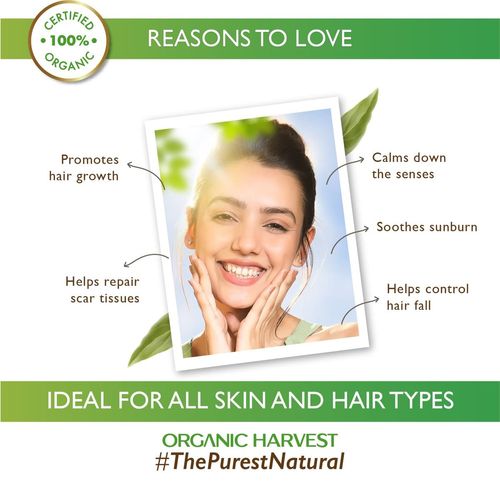 CERTIFIED
• 100% •
ORGANIC
REASONS TO LOVE
Promotes
hair growth
Calms down
the senses
Soothes sunburn
Helps repair
scar tissues
Helps control
hair fall
IDEAL FOR ALL SKIN AND HAIR TYPES
ORGANIC HARVEST
#ThePurestNatural